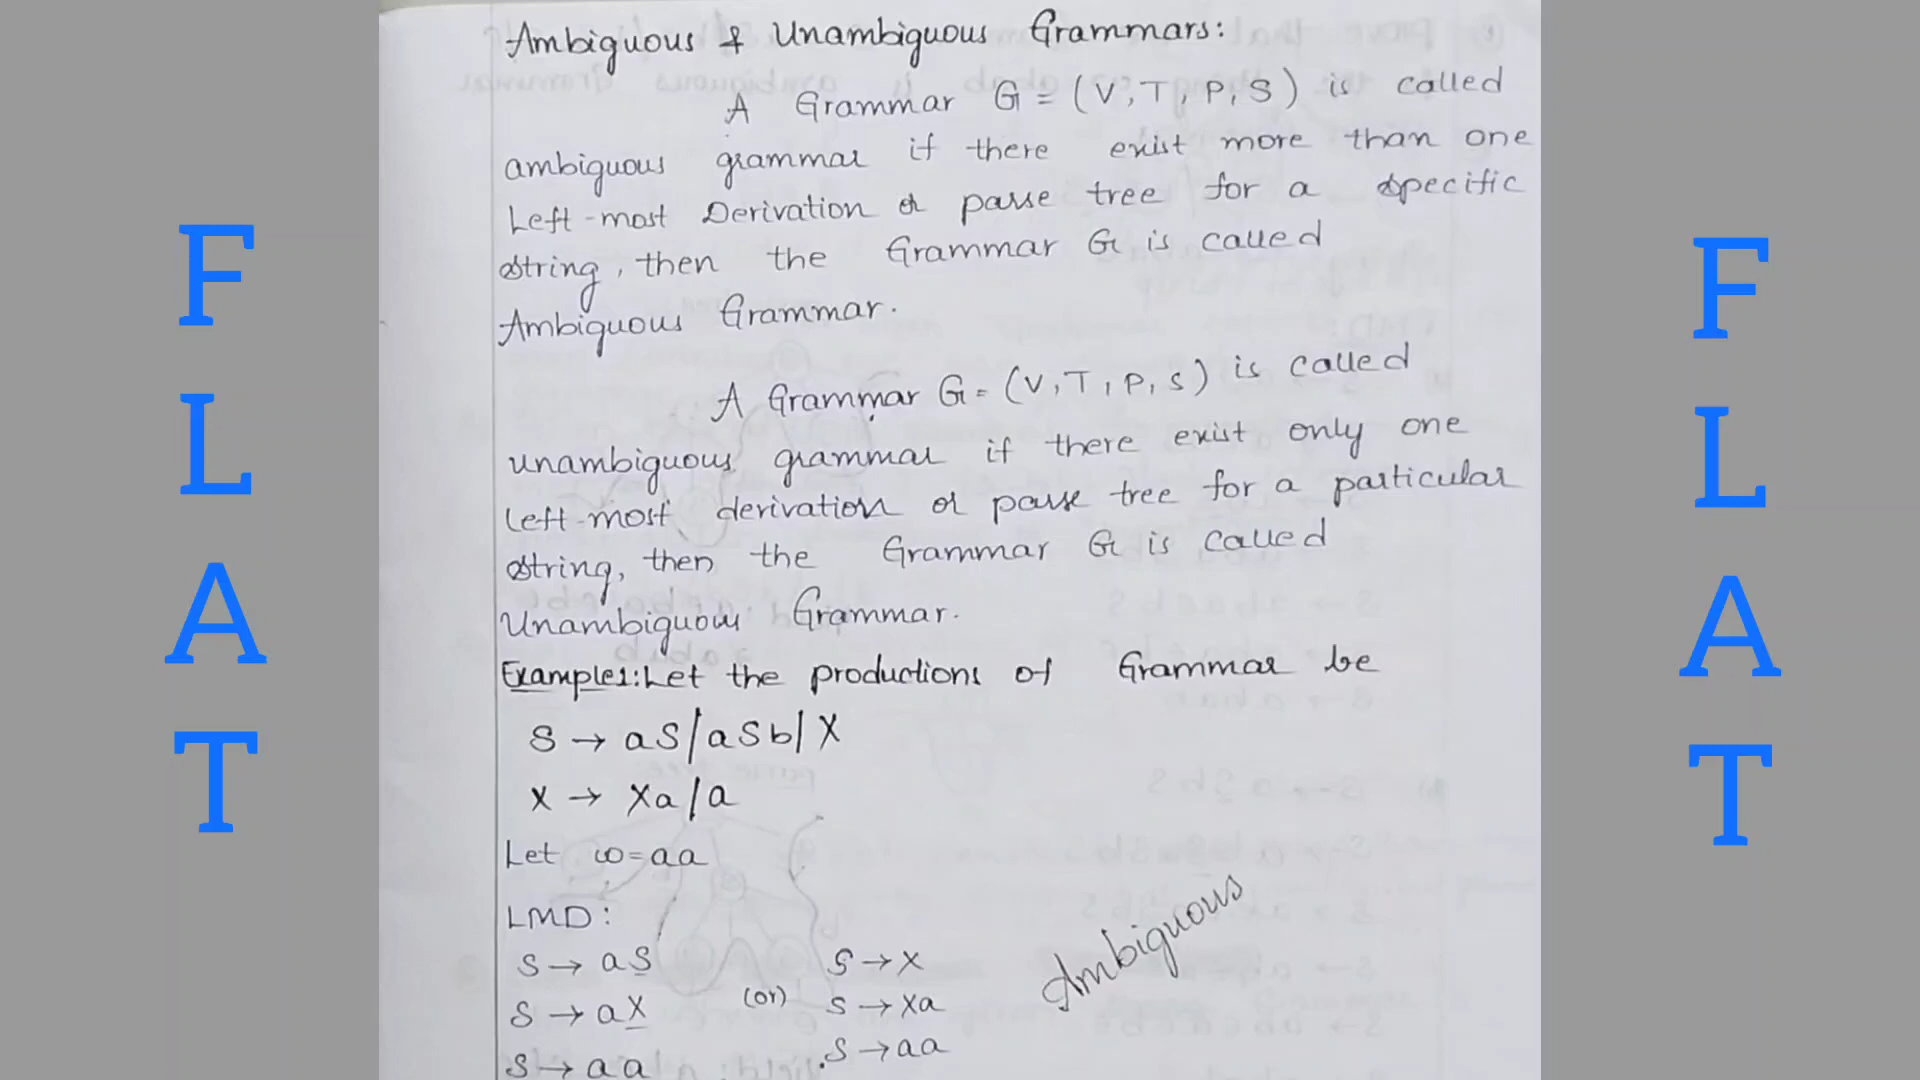 F
L
A
T
Ambiguous & Unambiguous Grammars:
A Grammar G = (V, T, P, S) is called
ambiguous grammar if there exist more than one
Left-most Derivation or parse tree for a specific
string, then the Grammar G is called
Ambiguous Grammar.
A Grammar G = (V, T, P, S) is called
unambiguous grammar if there exist only one
left-most derivation or parse tree for a particular
string, then the Grammar G is called
Unambiguous Grammar.
Example1: Let the productions of Grammar be
S → aS/aSb/X
X → Xa/a
Let ω=aa
LMD:
S → aS S → X
S → aX (or) S → Xa
S → aa S → aa
Ambiguous
F
L
A
T